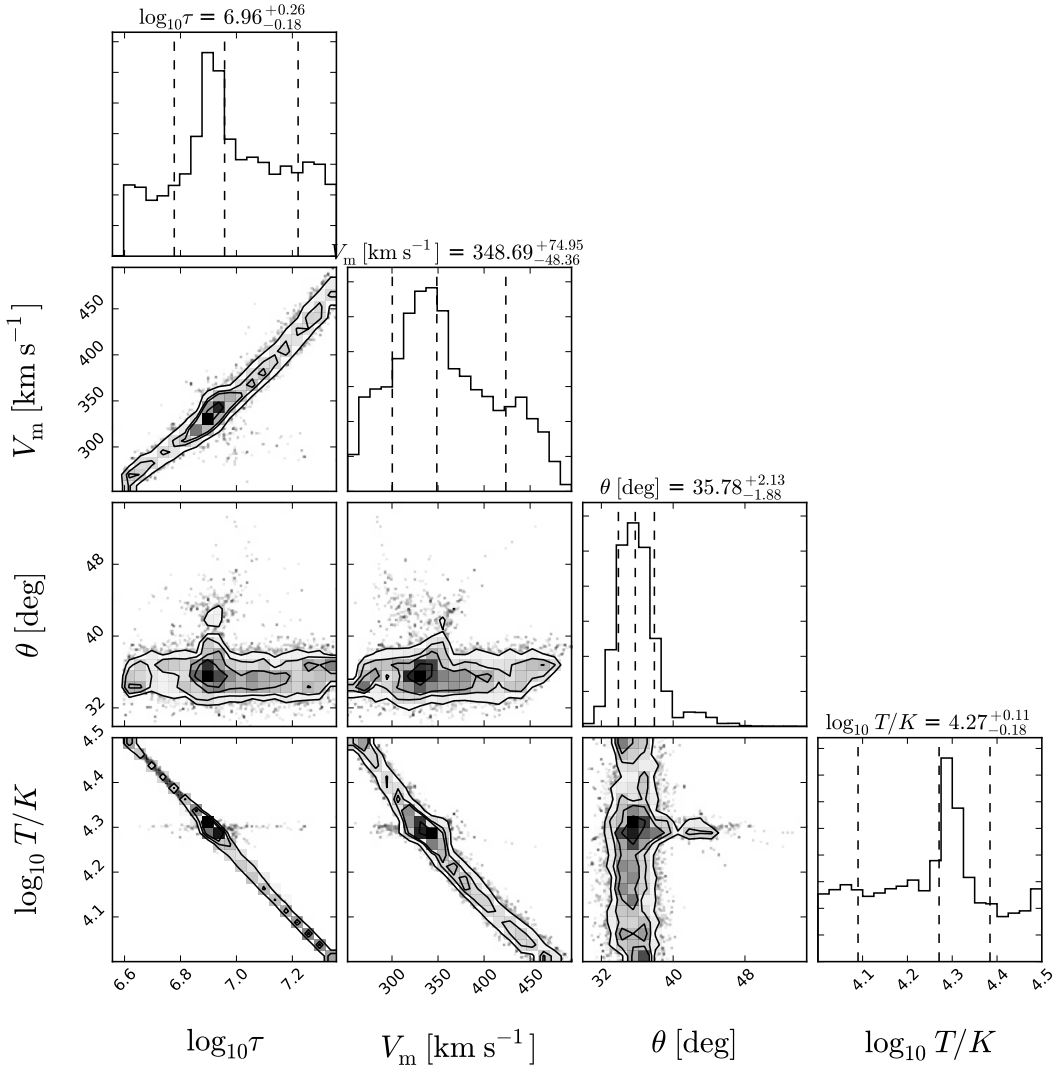 log₁₀τ = 6.96 +0.26 −0.18
Vₘ [km s⁻¹] = 348.69 +74.95 −48.36
450
400
350
300
Vₘ [km s⁻¹]
θ [deg] = 35.78 +2.13 −1.88
48
40
32
θ [deg]
log₁₀ T/K = 4.27 +0.11 −0.18
4.5
4.4
4.3
4.2
4.1
log₁₀ T/K
6.6 6.8 7.0 7.2
300 350 400 450
32 40 48
4.1 4.2 4.3 4.4 4.5
log₁₀τ
Vₘ [km s⁻¹]
θ [deg]
log₁₀ T/K